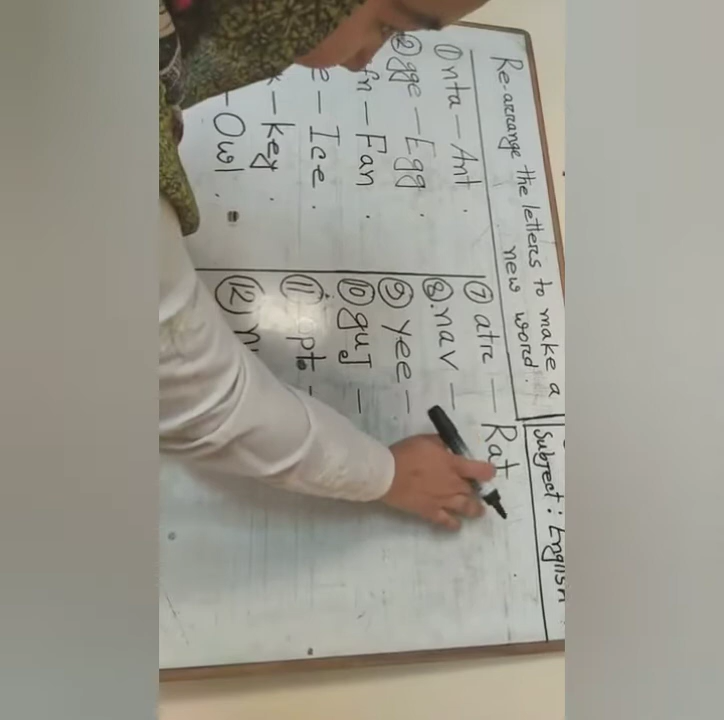 Subject: English
Re-arrange the letters to make a
new word.
① nta - Ant.
② gge - Egg.
fn - Fan.
e - Ice.
- key.
- Owl.
⑦ atr - Rat
⑧ .nav -
⑨ yee -
⑩ guJ -
⑪ opt -
⑫